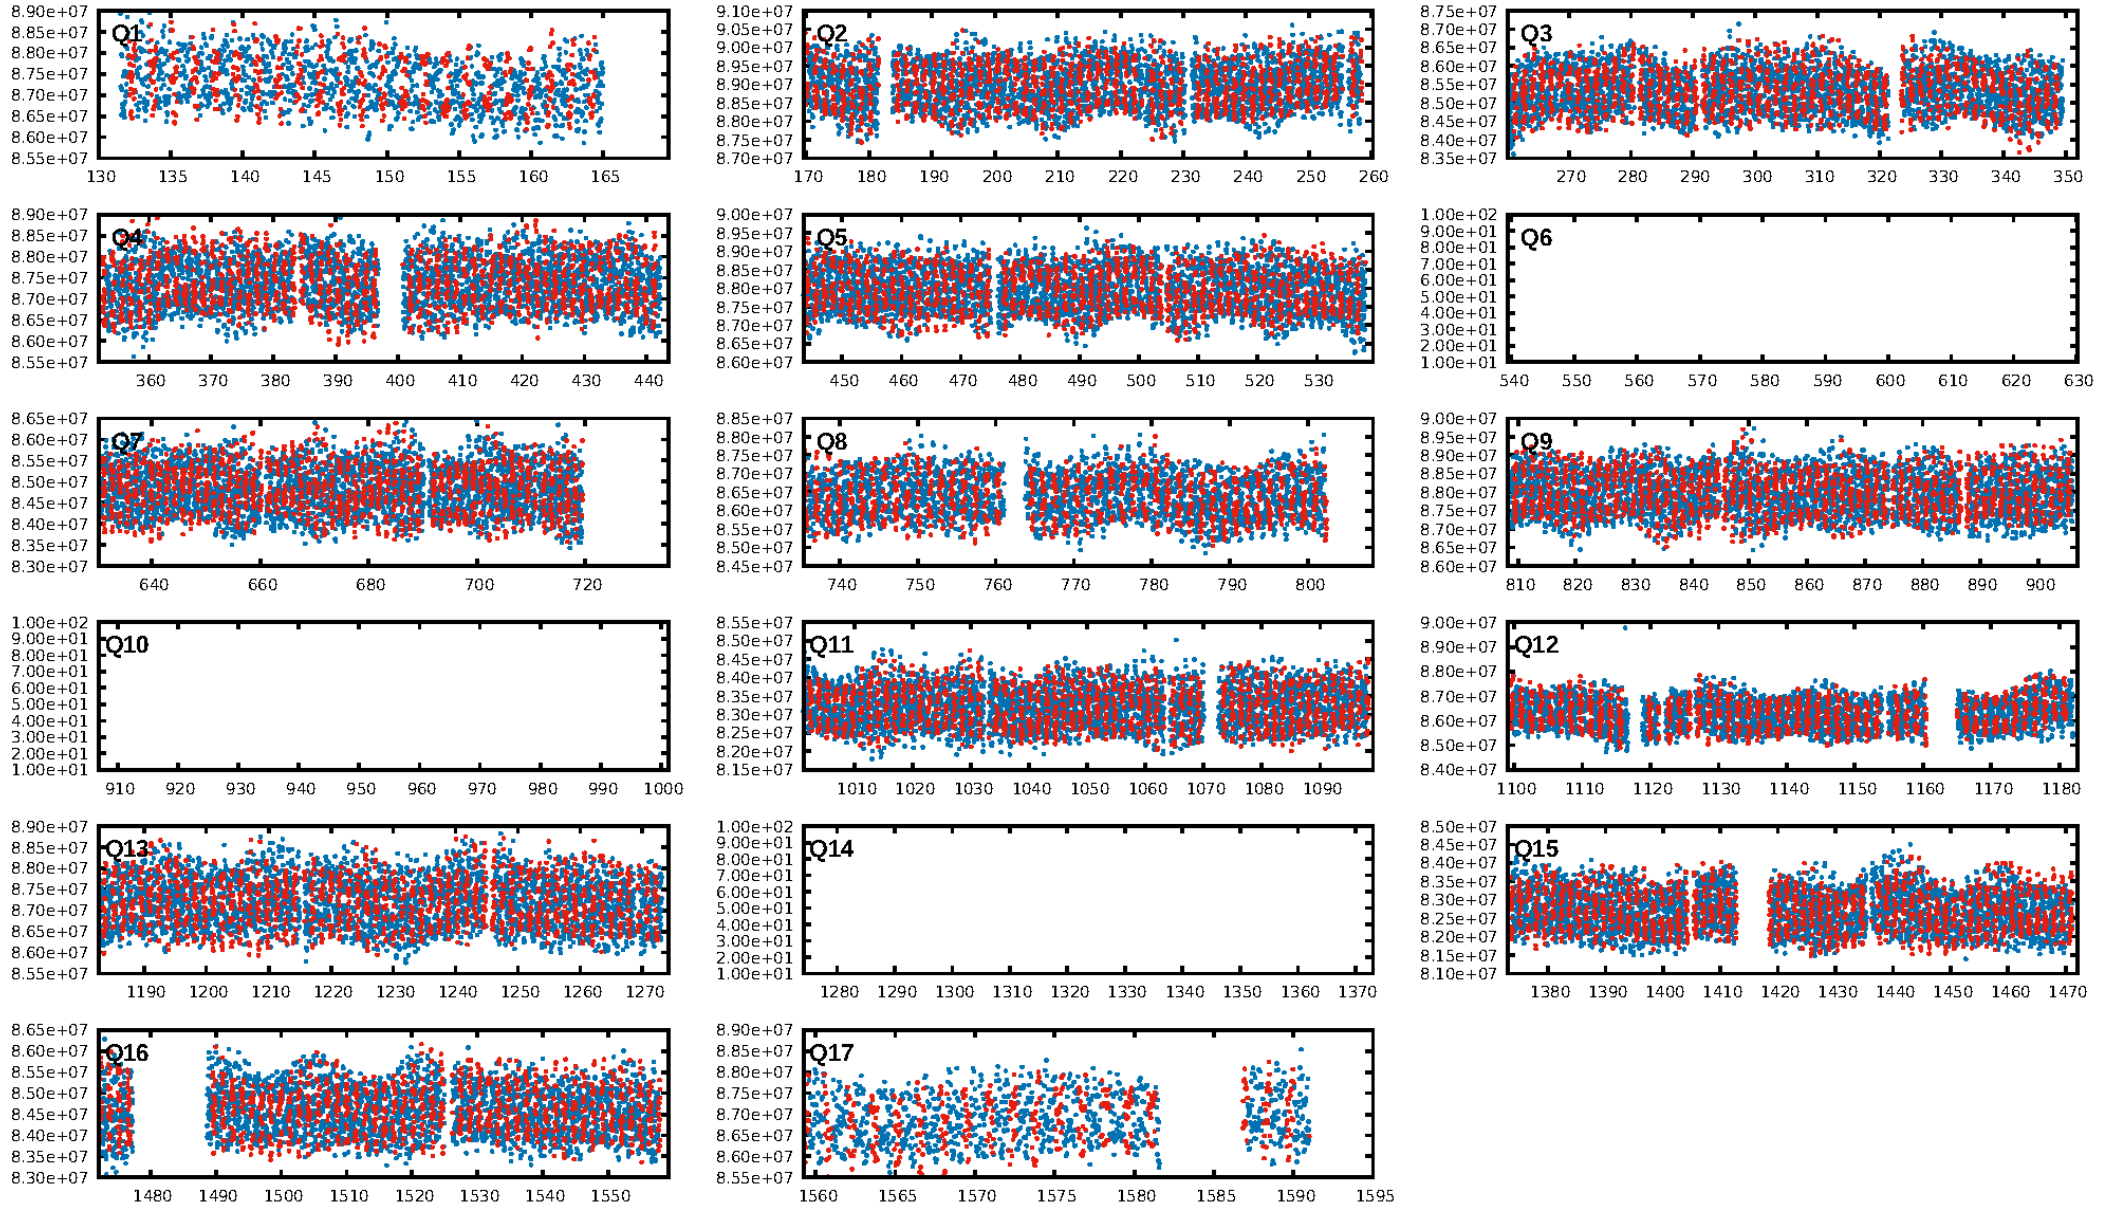 8.90e+07
Q1
8.85e+07
8.80e+07
8.75e+07
8.70e+07
8.65e+07
8.60e+07
8.55e+07
130 135 140 145 150 155 160 165
9.10e+07
9.05e+07
Q2
9.00e+07
8.95e+07
8.90e+07
8.85e+07
8.80e+07
8.75e+07
8.70e+07
170 180 190 200 210 220 230 240 250 260
8.75e+07
8.70e+07
Q3
8.65e+07
8.60e+07
8.55e+07
8.50e+07
8.45e+07
8.40e+07
8.35e+07
270 280 290 300 310 320 330 340 350
8.90e+07
8.85e+07
Q4
8.80e+07
8.75e+07
8.70e+07
8.65e+07
8.60e+07
8.55e+07
360 370 380 390 400 410 420 430 440
9.00e+07
8.95e+07
Q5
8.90e+07
8.85e+07
8.80e+07
8.75e+07
8.70e+07
8.65e+07
8.60e+07
450 460 470 480 490 500 510 520 530
1.00e+02
9.00e+01
Q6
8.00e+01
7.00e+01
6.00e+01
5.00e+01
4.00e+01
3.00e+01
2.00e+01
1.00e+01
540 550 560 570 580 590 600 610 620 630
8.65e+07
8.60e+07
Q7
8.55e+07
8.50e+07
8.45e+07
8.40e+07
8.35e+07
8.30e+07
640 660 680 700 720
8.85e+07
8.80e+07
Q8
8.75e+07
8.70e+07
8.65e+07
8.60e+07
8.55e+07
8.50e+07
8.45e+07
740 750 760 770 780 790 800
9.00e+07
8.95e+07
Q9
8.90e+07
8.85e+07
8.80e+07
8.75e+07
8.70e+07
8.65e+07
8.60e+07
810 820 830 840 850 860 870 880 890 900
1.00e+02
9.00e+01
Q10
8.00e+01
7.00e+01
6.00e+01
5.00e+01
4.00e+01
3.00e+01
2.00e+01
1.00e+01
910 920 930 940 950 960 970 980 990 1000
8.55e+07
8.50e+07
Q11
8.45e+07
8.40e+07
8.35e+07
8.30e+07
8.25e+07
8.20e+07
8.15e+07
1010 1020 1030 1040 1050 1060 1070 1080 1090
9.00e+07
Q12
8.90e+07
8.80e+07
8.70e+07
8.60e+07
8.50e+07
8.40e+07
1100 1110 1120 1130 1140 1150 1160 1170 1180
8.90e+07
8.85e+07
Q13
8.80e+07
8.75e+07
8.70e+07
8.65e+07
8.60e+07
8.55e+07
1190 1200 1210 1220 1230 1240 1250 1260 1270
1.00e+02
9.00e+01
Q14
8.00e+01
7.00e+01
6.00e+01
5.00e+01
4.00e+01
3.00e+01
2.00e+01
1.00e+01
1280 1290 1300 1310 1320 1330 1340 1350 1360 1370
8.50e+07
8.45e+07
Q15
8.40e+07
8.35e+07
8.30e+07
8.25e+07
8.20e+07
8.15e+07
8.10e+07
1380 1390 1400 1410 1420 1430 1440 1450 1460 1470
8.65e+07
8.60e+07
Q16
8.55e+07
8.50e+07
8.45e+07
8.40e+07
8.35e+07
8.30e+07
1480 1490 1500 1510 1520 1530 1540 1550
8.90e+07
8.85e+07
Q17
8.80e+07
8.75e+07
8.70e+07
8.65e+07
8.60e+07
8.55e+07
1560 1565 1570 1575 1580 1585 1590 1595